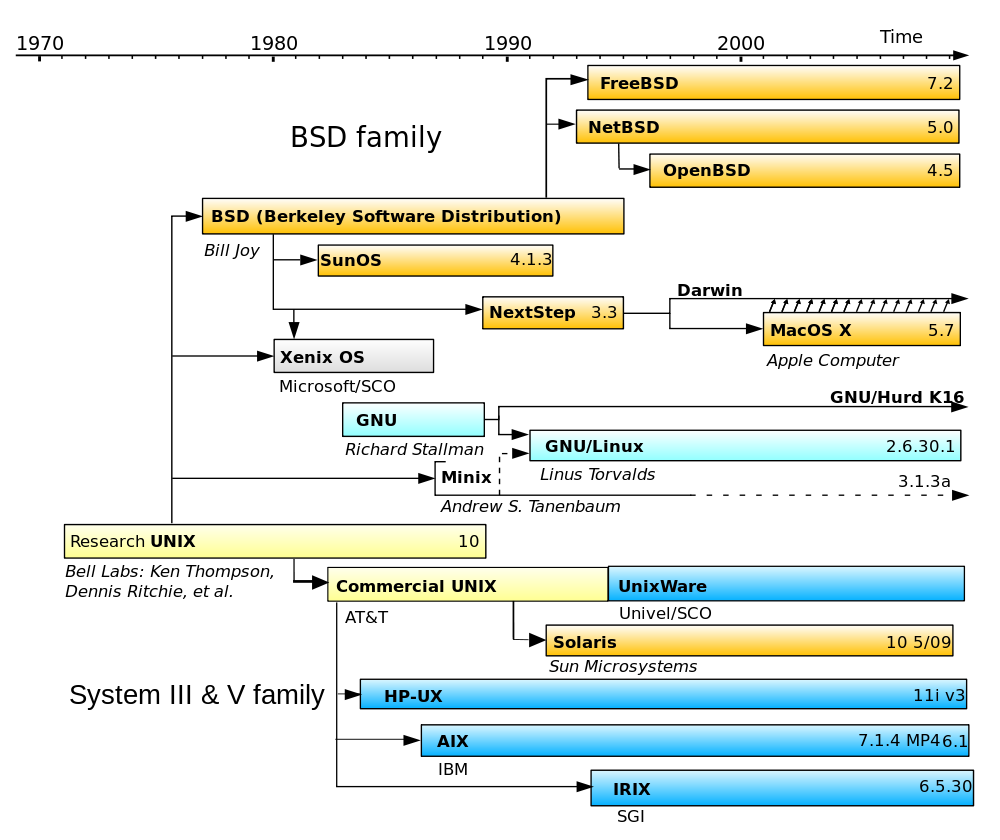 1970 1980 1990 2000 Time
FreeBSD 7.2
BSD family
NetBSD 5.0
OpenBSD 4.5
BSD (Berkeley Software Distribution)
Bill Joy
SunOS 4.1.3
Darwin
NextStep 3.3
MacOS X 5.7
Apple Computer
Xenix OS
Microsoft/SCO
GNU/Hurd K16
GNU
Richard Stallman
GNU/Linux 2.6.30.1
Linus Torvalds
Minix 3.1.3a
Andrew S. Tanenbaum
Research UNIX 10
Bell Labs: Ken Thompson,
Dennis Ritchie, et al.
Commercial UNIX
AT&T
UnixWare
Univel/SCO
Solaris 10 5/09
Sun Microsystems
System III & V family
HP-UX 11i v3
AIX 7.1.4 MP46.1
IBM
IRIX 6.5.30
SGI